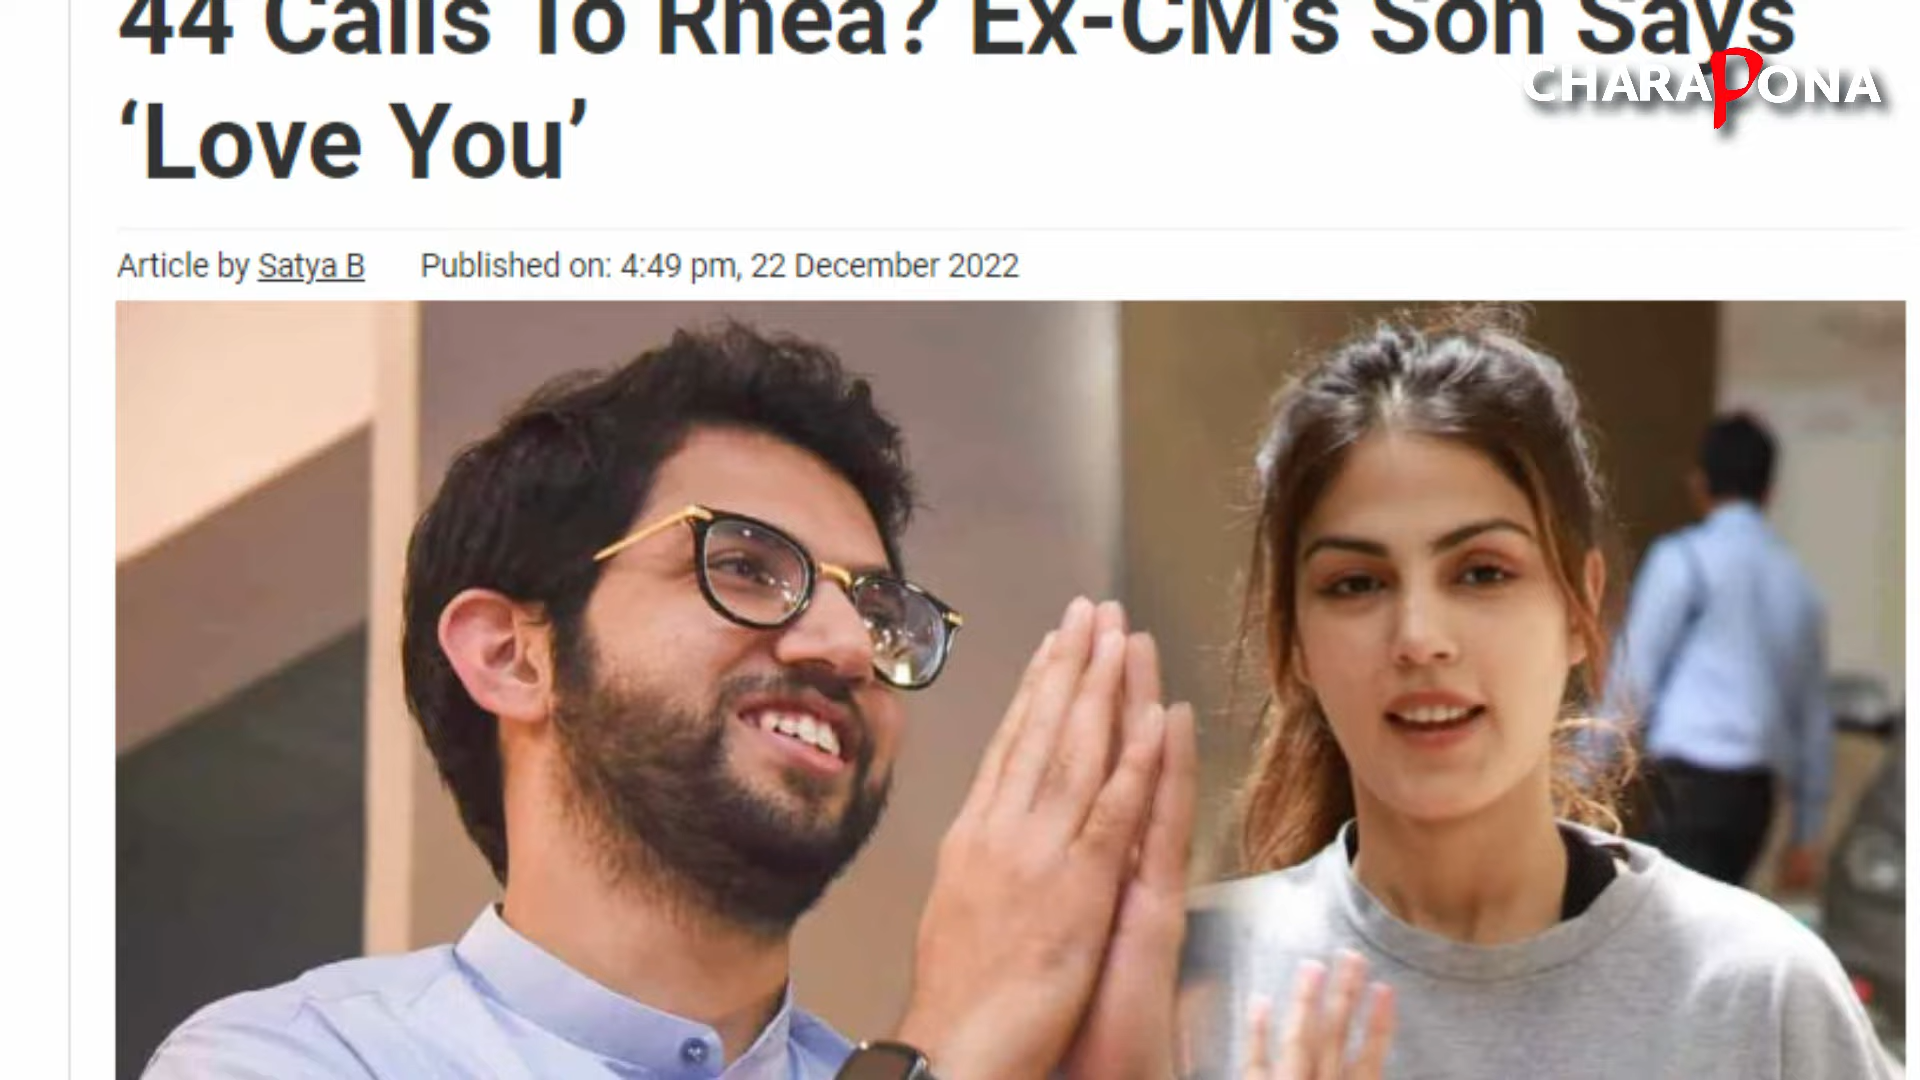 44 Calls To Rhea? Ex-CM's Son Says
‘Love You’
CHARAPONA
Article by Satya B Published on: 4:49 pm, 22 December 2022